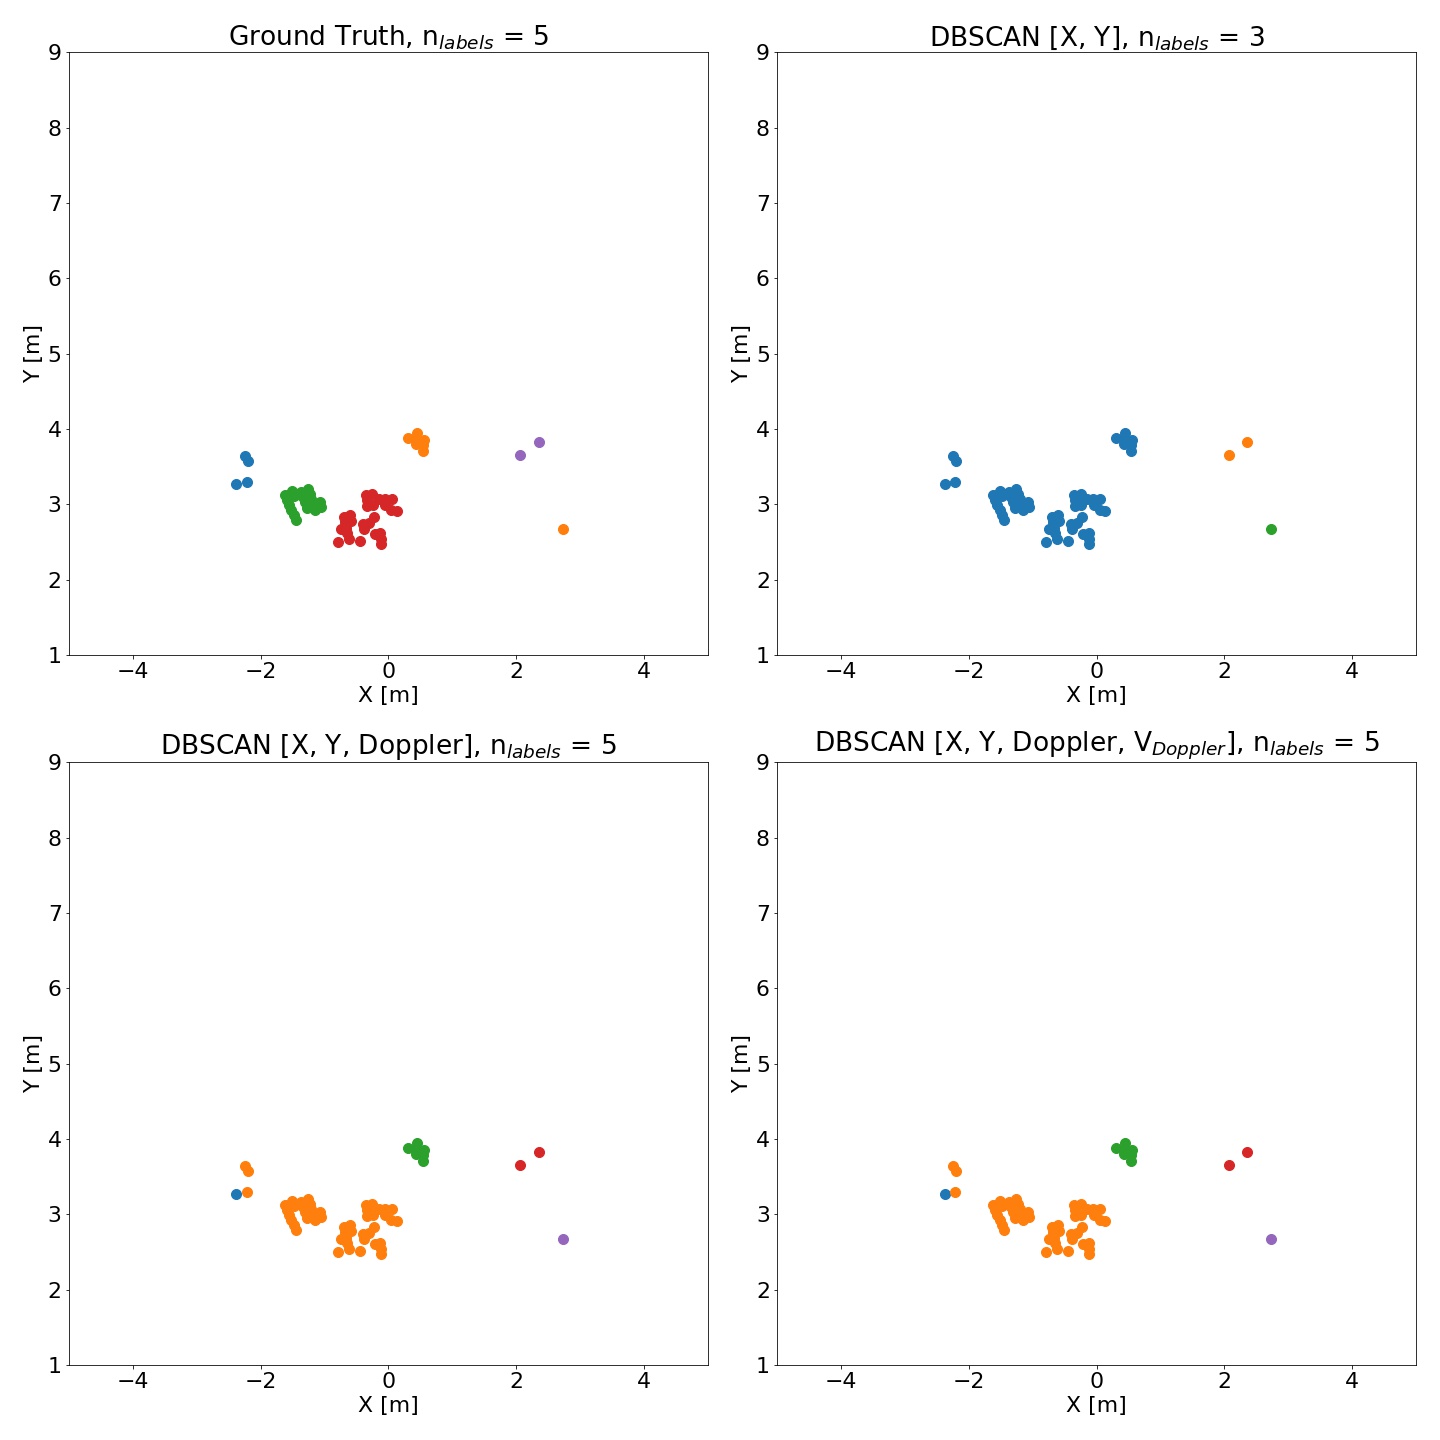 Ground Truth, n_labels = 5
9
8
7
6
5
4
3
2
1
Y [m]
−4 −2 0 2 4
X [m]
DBSCAN [X, Y], n_labels = 3
9
8
7
6
5
4
3
2
1
Y [m]
−4 −2 0 2 4
X [m]
DBSCAN [X, Y, Doppler], n_labels = 5
9
8
7
6
5
4
3
2
1
Y [m]
−4 −2 0 2 4
X [m]
DBSCAN [X, Y, Doppler, V_Doppler], n_labels = 5
9
8
7
6
5
4
3
2
1
Y [m]
−4 −2 0 2 4
X [m]